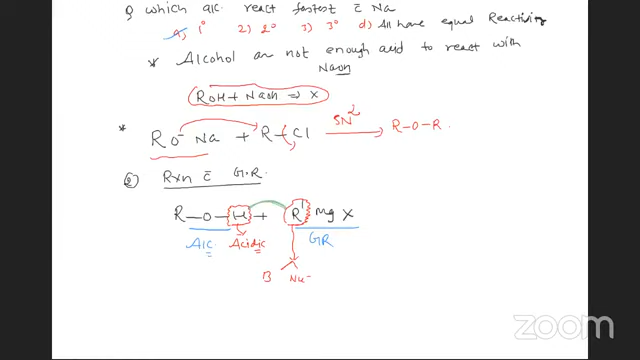 Q which alc. react fastest c̄ Na
a) 1° 2) 2° 3) 3° d) All have equal Reactivity
* Alcohol are not enough acid to react with
NaOH
ROH + NaOH ⇒ X
* RO⁻ Na + R–Cl SN² → R–O–R.
② Rxn c̄ G.R
R–O–H + R' Mg X
Alc. Acidic GR
B Nu⁻
zoom